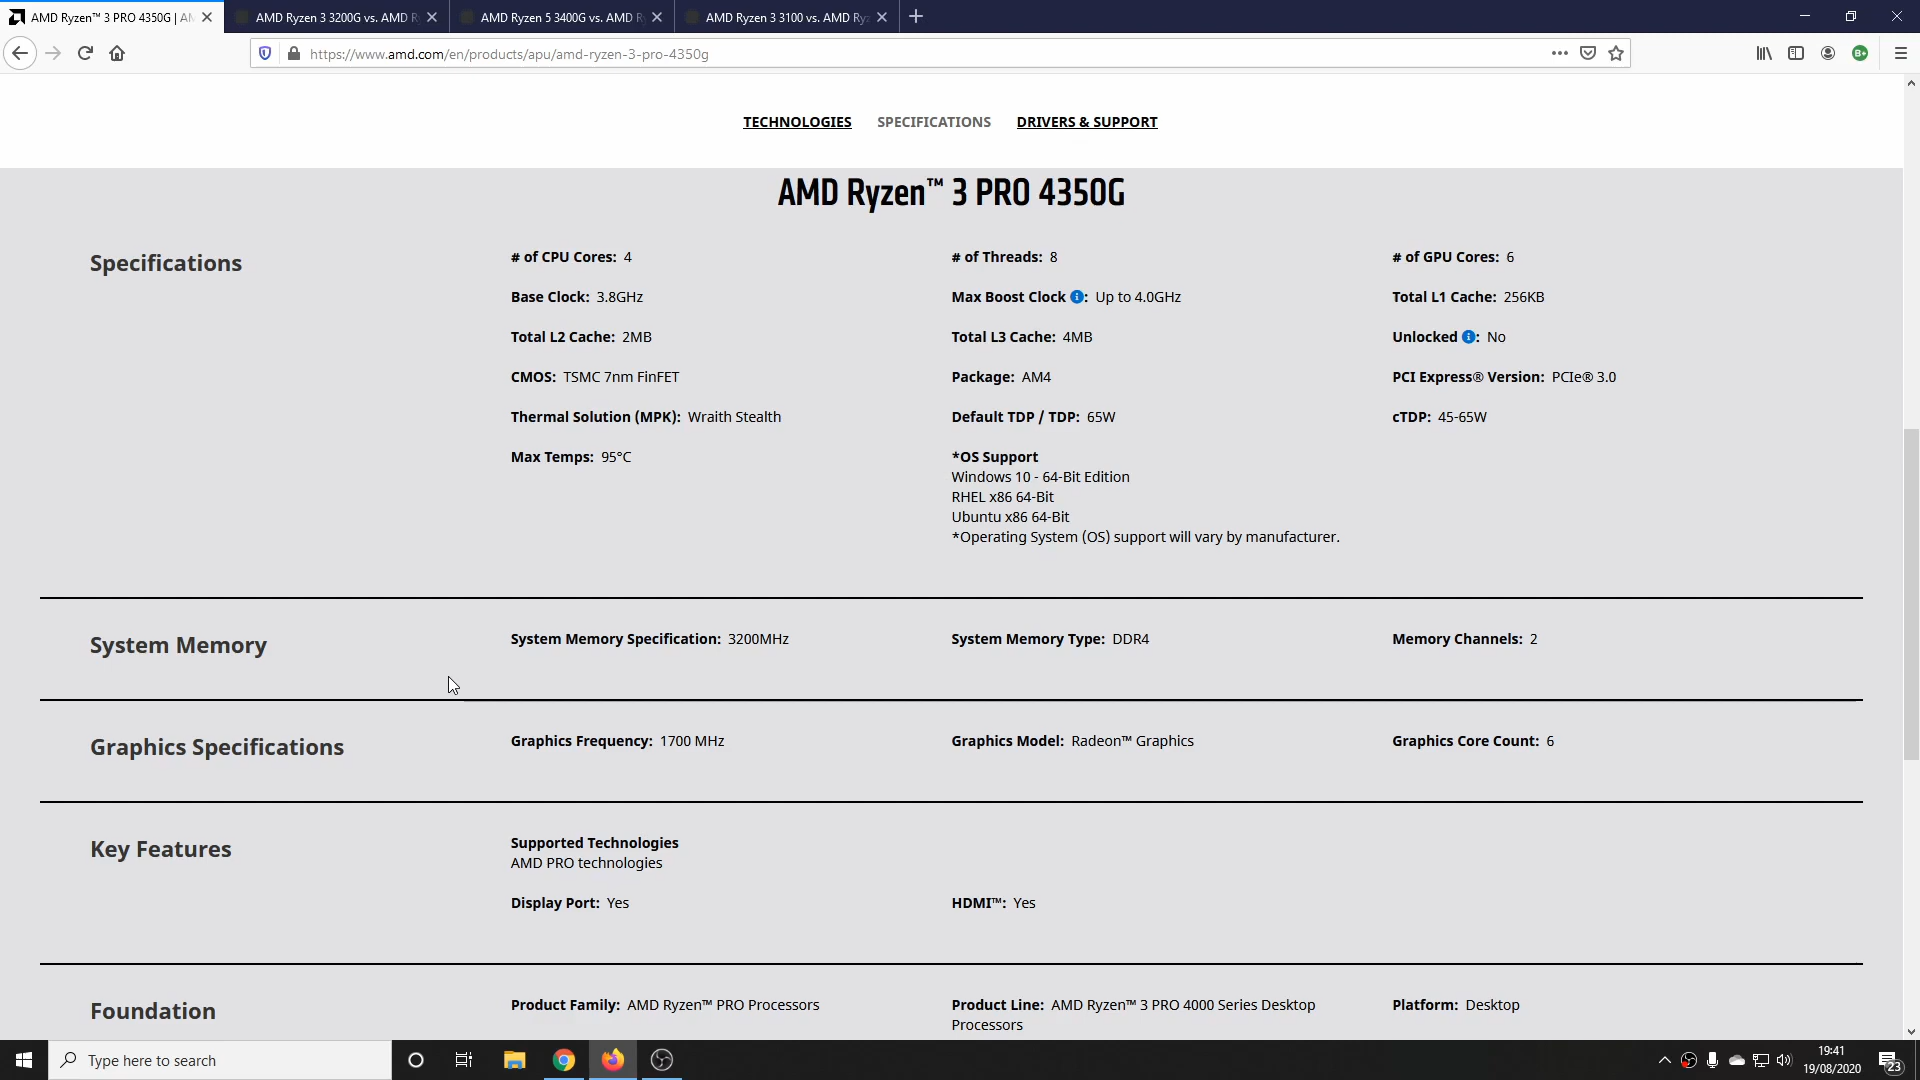 AMD Ryzen™ 3 PRO 4350G | AM
AMD Ryzen 3 3200G vs. AMD R
AMD Ryzen 5 3400G vs. AMD Ry
AMD Ryzen 3 3100 vs. AMD Ryz
https://www.amd.com/en/products/apu/amd-ryzen-3-pro-4350g
B+
TECHNOLOGIES SPECIFICATIONS DRIVERS & SUPPORT
AMD Ryzen™ 3 PRO 4350G
Specifications
# of CPU Cores: 4 # of Threads: 8 # of GPU Cores: 6
Base Clock: 3.8GHz Max Boost Clock i: Up to 4.0GHz Total L1 Cache: 256KB
Total L2 Cache: 2MB Total L3 Cache: 4MB Unlocked i: No
CMOS: TSMC 7nm FinFET Package: AM4 PCI Express® Version: PCIe® 3.0
Thermal Solution (MPK): Wraith Stealth Default TDP / TDP: 65W cTDP: 45-65W
Max Temps: 95°C *OS Support
Windows 10 - 64-Bit Edition
RHEL x86 64-Bit
Ubuntu x86 64-Bit
*Operating System (OS) support will vary by manufacturer.
System Memory
System Memory Specification: 3200MHz System Memory Type: DDR4 Memory Channels: 2
Graphics Specifications
Graphics Frequency: 1700 MHz Graphics Model: Radeon™ Graphics Graphics Core Count: 6
Key Features
Supported Technologies
AMD PRO technologies
Display Port: Yes HDMI™: Yes
Foundation
Product Family: AMD Ryzen™ PRO Processors Product Line: AMD Ryzen™ 3 PRO 4000 Series Desktop Platform: Desktop
Processors
Type here to search
19:41
19/08/2020
23